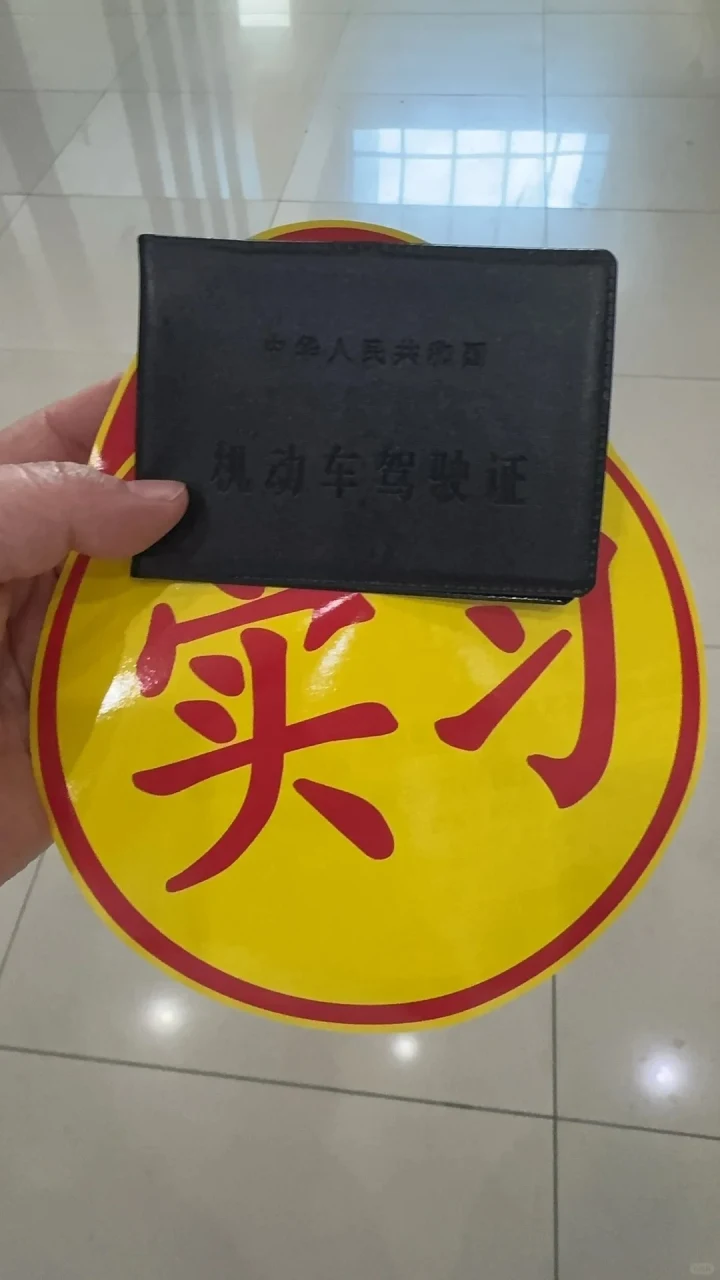 中华人民共和国
机动车驾驶证
实习